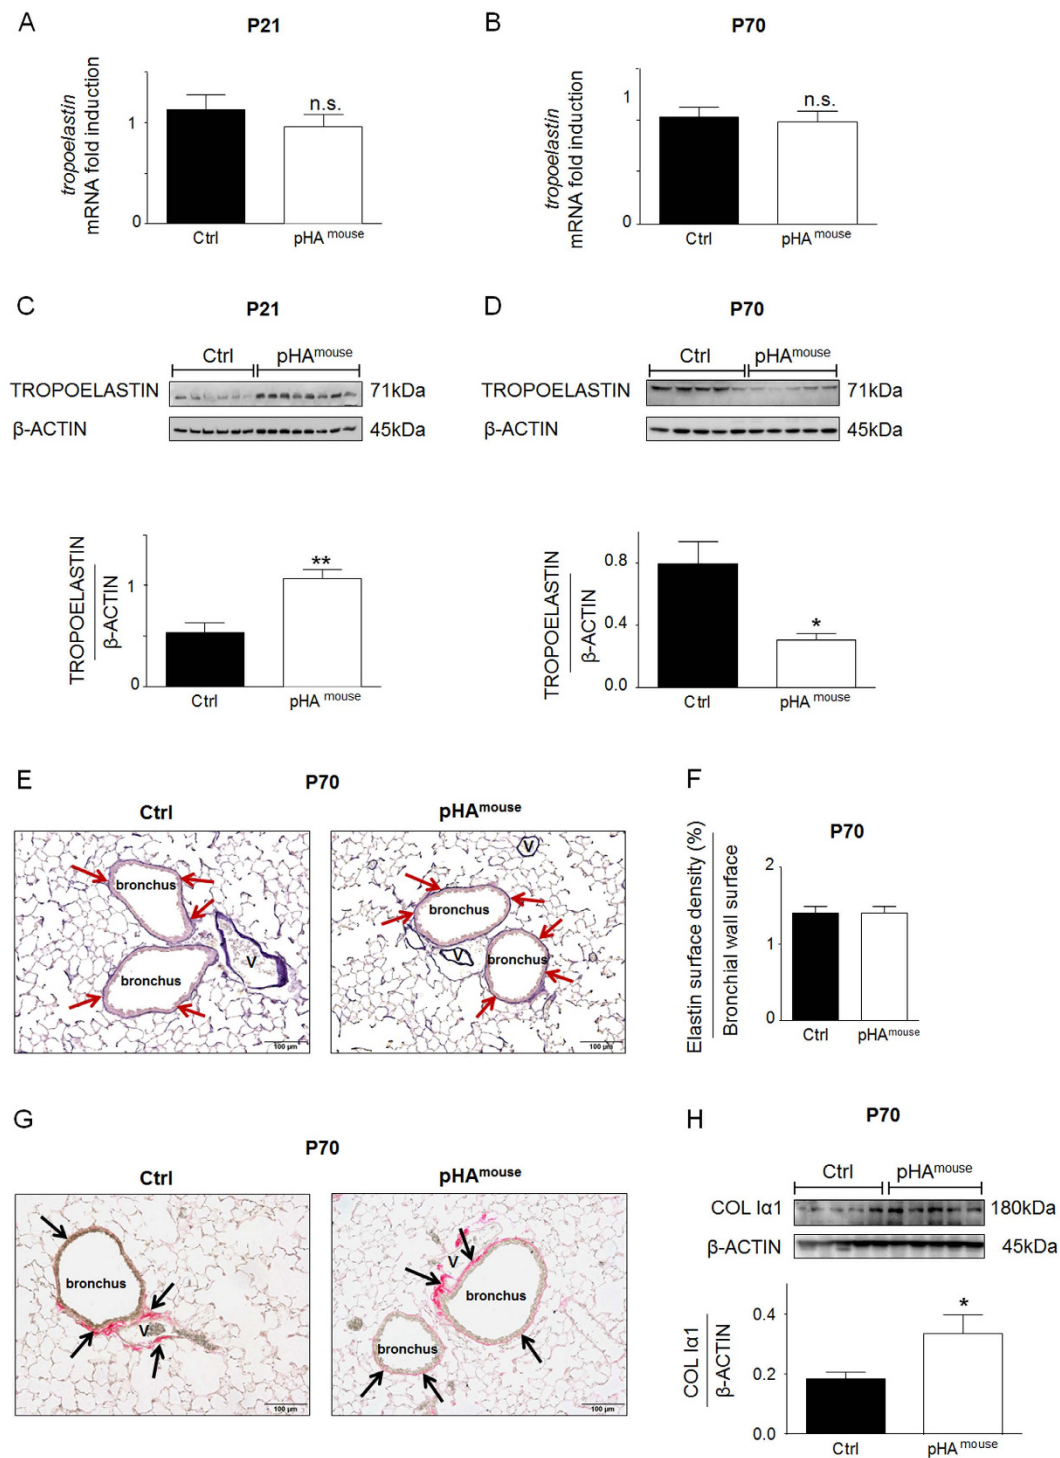 A
P21
tropoelastin
mRNA fold induction
1
0
n.s.
Ctrl
pHA mouse
B
P70
tropoelastin
mRNA fold induction
1
0
n.s.
Ctrl
pHA mouse
C
P21
Ctrl
pHAmouse
TROPOELASTIN
71kDa
β-ACTIN
45kDa
TROPOELASTIN
β-ACTIN
1
0
**
Ctrl
pHA mouse
D
P70
Ctrl
pHAmouse
TROPOELASTIN
71kDa
β-ACTIN
45kDa
TROPOELASTIN
β-ACTIN
0.8
0.4
0.0
*
Ctrl
pHA mouse
E
P70
Ctrl
pHAmouse
bronchus
bronchus
V
100 µm
V
bronchus
V
bronchus
100 µm
F
P70
Elastin surface density (%)
Bronchial wall surface
2
1
0
Ctrl
pHAmouse
G
P70
Ctrl
pHAmouse
bronchus
V
100 µm
V
bronchus
bronchus
100 µm
H
P70
Ctrl
pHAmouse
COL Iα1
180kDa
β-ACTIN
45kDa
COL Iα1
β-ACTIN
0.4
0.2
0.0
*
Ctrl
pHA mouse